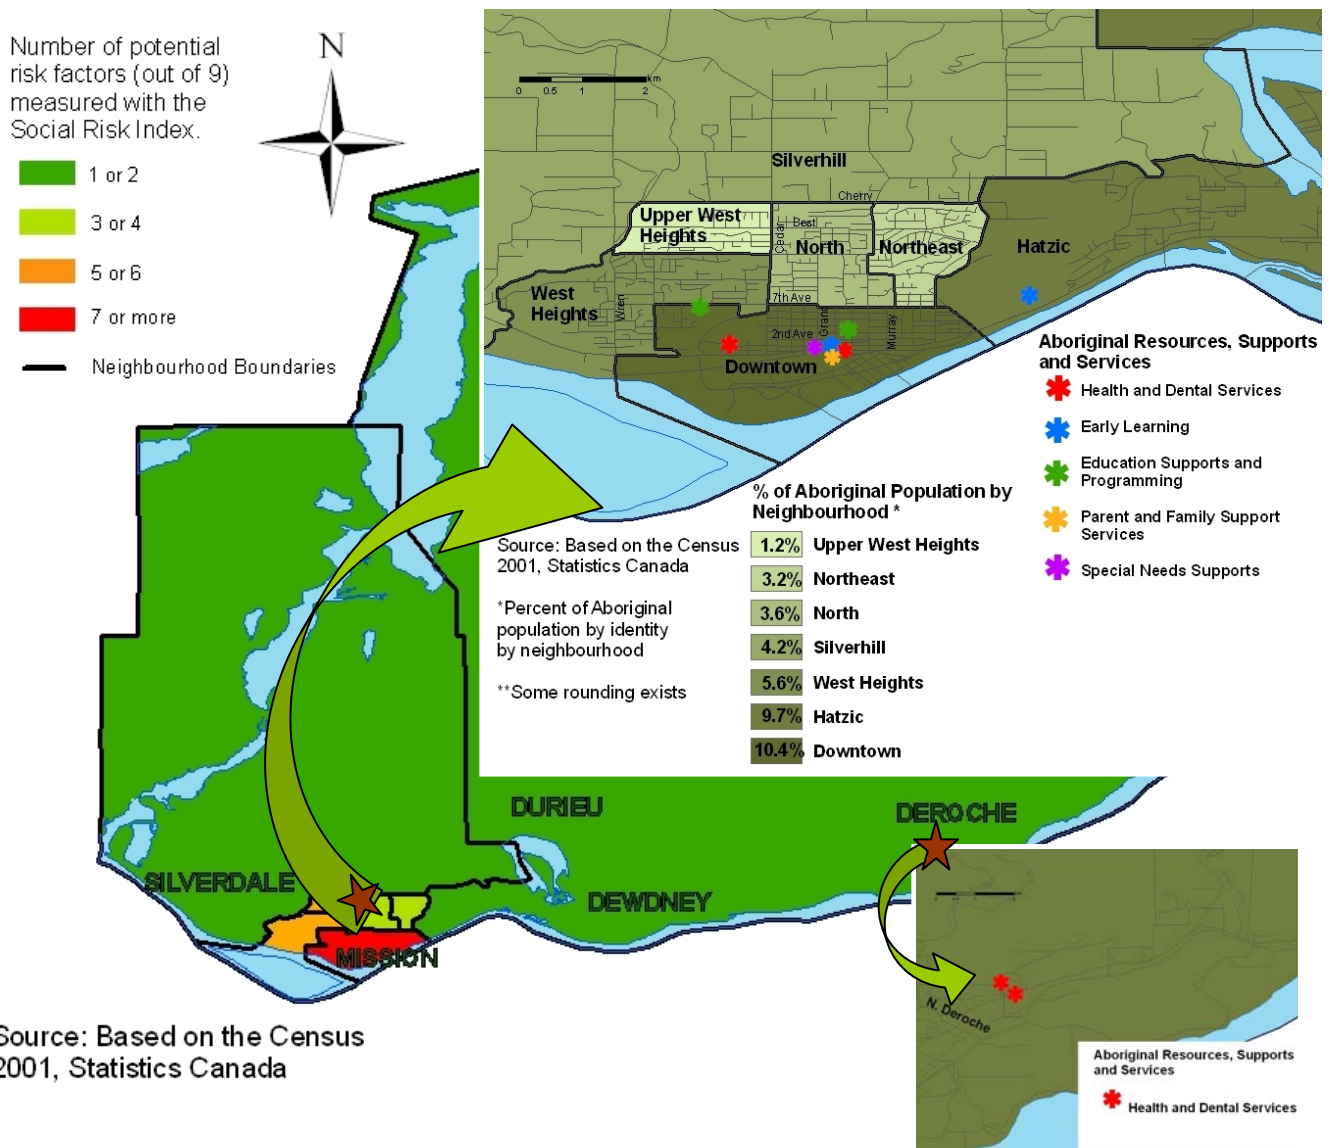 Number of potential
risk factors (out of 9)
measured with the
Social Risk Index.
1 or 2
3 or 4
5 or 6
7 or more
Neighbourhood Boundaries
N
km
0 0.5 1 2
Silverhill
Cherry
Upper West
Heights
Cedar
Best
North
Northeast
Hatzic
West
Heights
Wren
7th Ave
2nd Ave
Grand
Murray
Downtown
Aboriginal Resources, Supports
and Services
Health and Dental Services
Early Learning
Education Supports and
Programming
Parent and Family Support
Services
Special Needs Supports
% of Aboriginal Population by
Neighbourhood *
1.2% Upper West Heights
3.2% Northeast
3.6% North
4.2% Silverhill
5.6% West Heights
9.7% Hatzic
10.4% Downtown
Source: Based on the Census
2001, Statistics Canada
*Percent of Aboriginal
population by identity
by neighbourhood
**Some rounding exists
DURIEU
DEROCHE
SILVERDALE
DEWDNEY
MISSION
N. Deroche
Aboriginal Resources, Supports
and Services
Health and Dental Services
Source: Based on the Census
2001, Statistics Canada